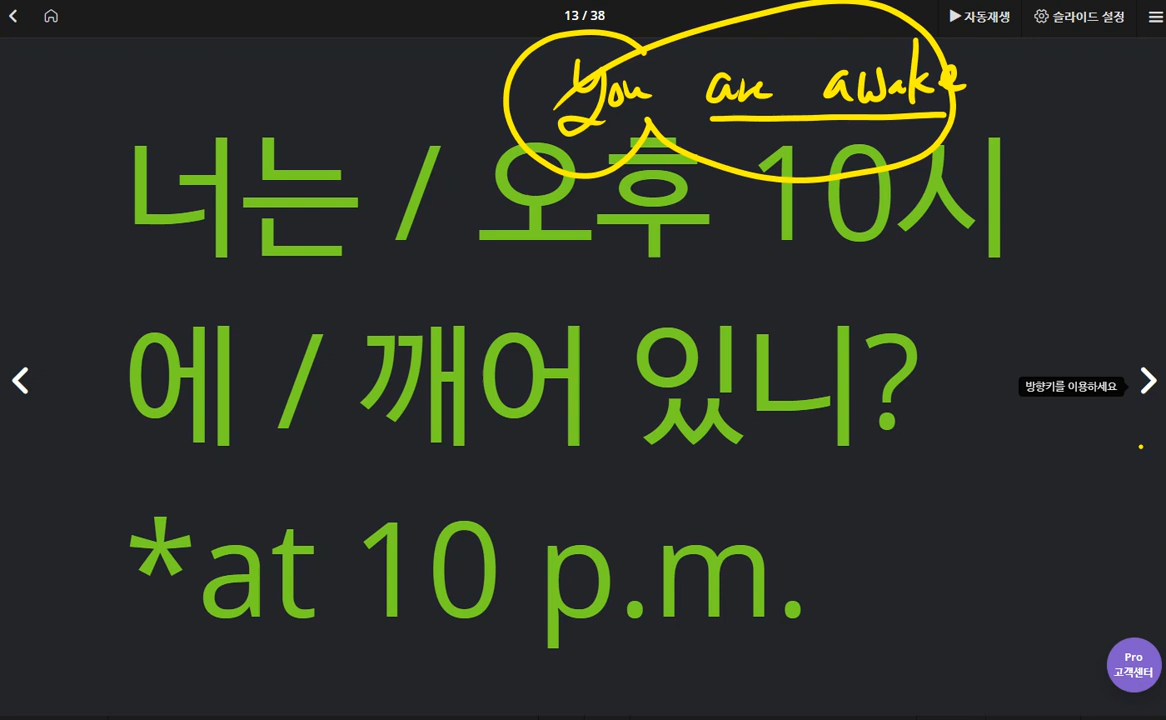 13 / 38
자동재생
슬라이드 설정
You are awake
너는 / 오후 10시
에 / 깨어 있니?
방향키를 이용하세요
*at 10 p.m.
Pro
고객센터